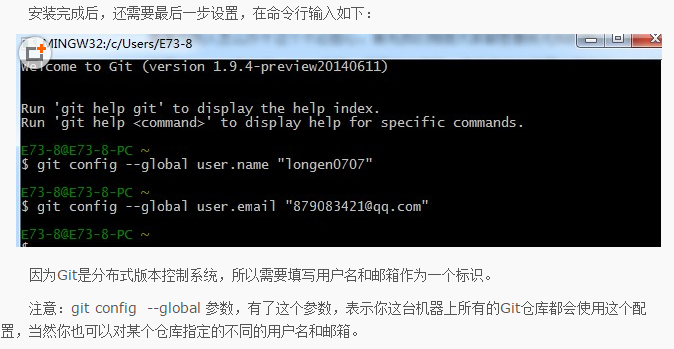 安装完成后，还需要最后一步设置，在命令行输入如下：
MINGW32:/c/Users/E73-8
Welcome to Git (version 1.9.4-preview20140611)
Run 'git help git' to display the help index.
Run 'git help <command>' to display help for specific commands.
E73-8@E73-8-PC ~
$ git config --global user.name "longen0707"
E73-8@E73-8-PC ~
$ git config --global user.email "879083421@qq.com"
E73-8@E73-8-PC ~
$
因为Git是分布式版本控制系统，所以需要填写用户名和邮箱作为一个标识。
注意：git config --global 参数，有了这个参数，表示你这台机器上所有的Git仓库都会使用这个配
置，当然你也可以对某个仓库指定的不同的用户名和邮箱。